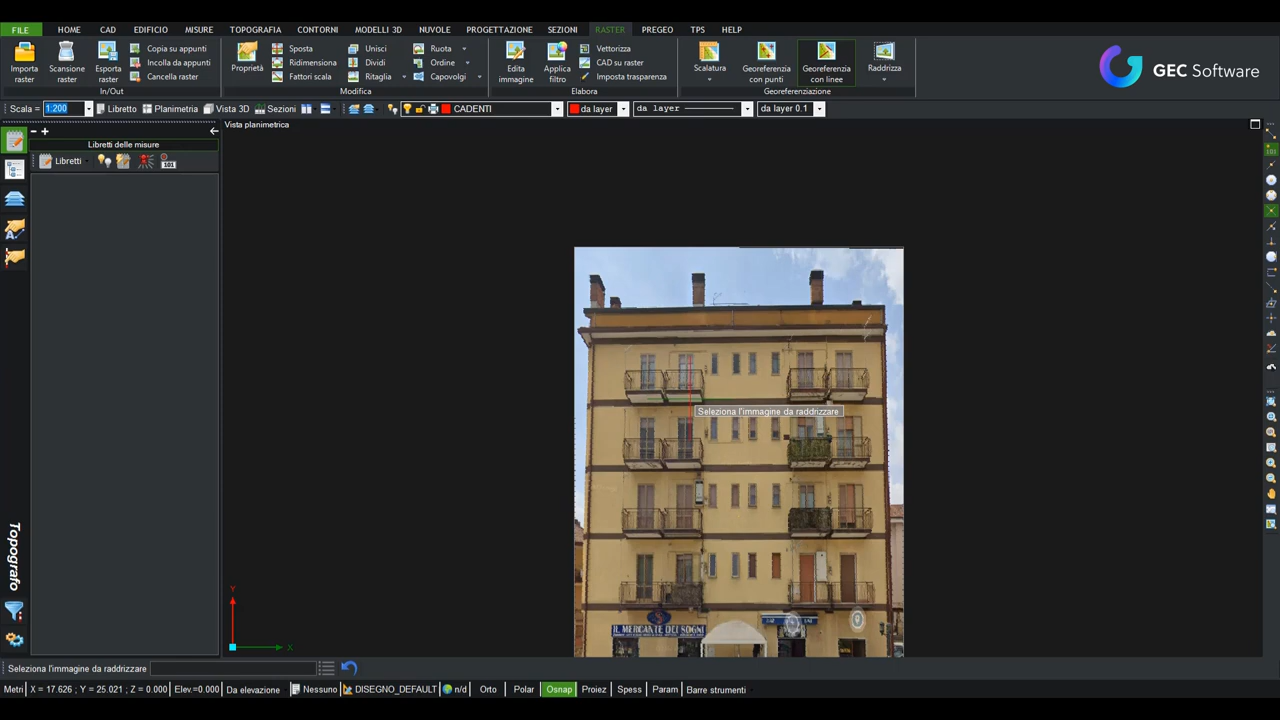 FILE HOME CAD EDIFICIO MISURE TOPOGRAFIA CONTORNI MODELLI 3D NUVOLE PROGETTAZIONE SEZIONI RASTER PREGEO TPS HELP
Importa raster
Scansione raster
Esporta raster
Copia su appunti
Incolla da appunti
Cancella raster
In/Out
Proprietà
Sposta
Ridimensiona
Fattori scala
Unisci
Dividi
Ritaglia
Ruota
Ordine
Capovolgi
Modifica
Edita immagine
Applica filtro
Vettorizza
CAD su raster
Imposta trasparenza
Elabora
Scalatura
Georeferenzia con punti
Georeferenzia con linee
Raddrizza
Georeferenziazione
GEC Software
Scala = 1:200 Libretto Planimetria Vista 3D Sezioni CADENTI da layer da layer da layer 0.1
Libretti delle misure
Libretti
101
Vista planimetrica
Seleziona l'immagine da raddrizzare
IL MERCANTE DEI SOGNI
Topografo
Y
X
Seleziona l'immagine da raddrizzare
Metri X = 17.626 ; Y = 25.021 ; Z = 0.000 Elev=0.000 Da elevazione Nessuno DISEGNO_DEFAULT n/d Orto Polar Osnap Proiez Spess Param Barre strumenti